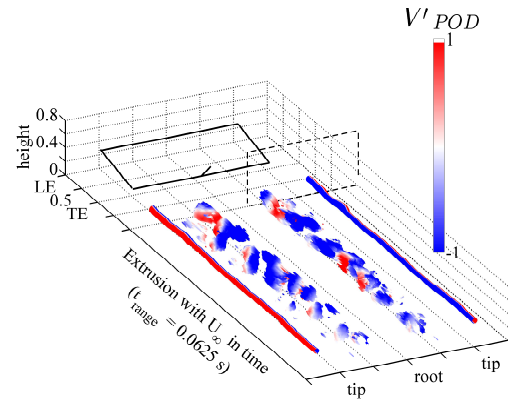 V′ POD
1
-1
0.8
0.4
0
height
LE
0.5
TE
Extrusion with U∞ in time
(t range = 0.0625 s)
tip
root
tip